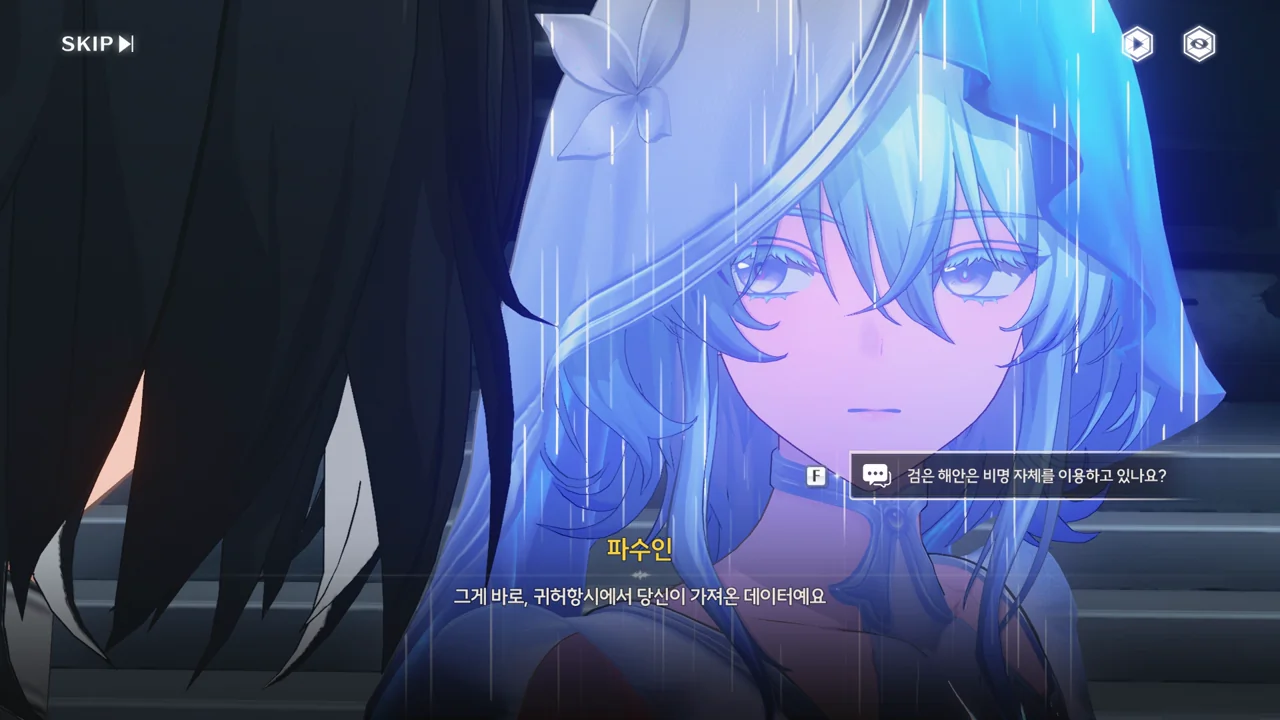 SKIP
F
검은 해안은 비명 자체를 이용하고 있나요?
파수인
그게 바로, 귀허항시에서 당신이 가져온 데이터예요